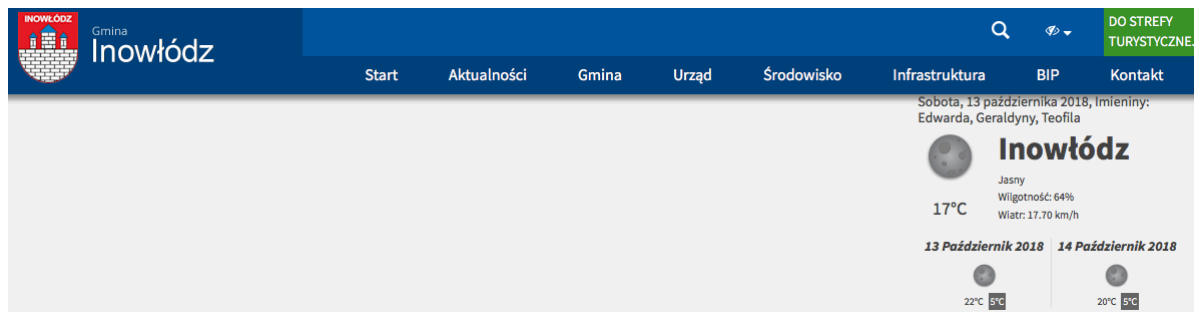 INOWŁÓDZ
Gmina
Inowłódz
DO STREFY
TURYSTYCZNE
Start Aktualności Gmina Urząd Środowisko Infrastruktura BIP Kontakt
Sobota, 13 października 2018, Imieniny:
Edwarda, Geraldyny, Teofila
Inowłódz
Jasny
Wilgotność: 64%
17°C
Wiatr: 17.70 km/h
13 Październik 2018 14 Październik 2018
22°C 5°C 20°C 5°C